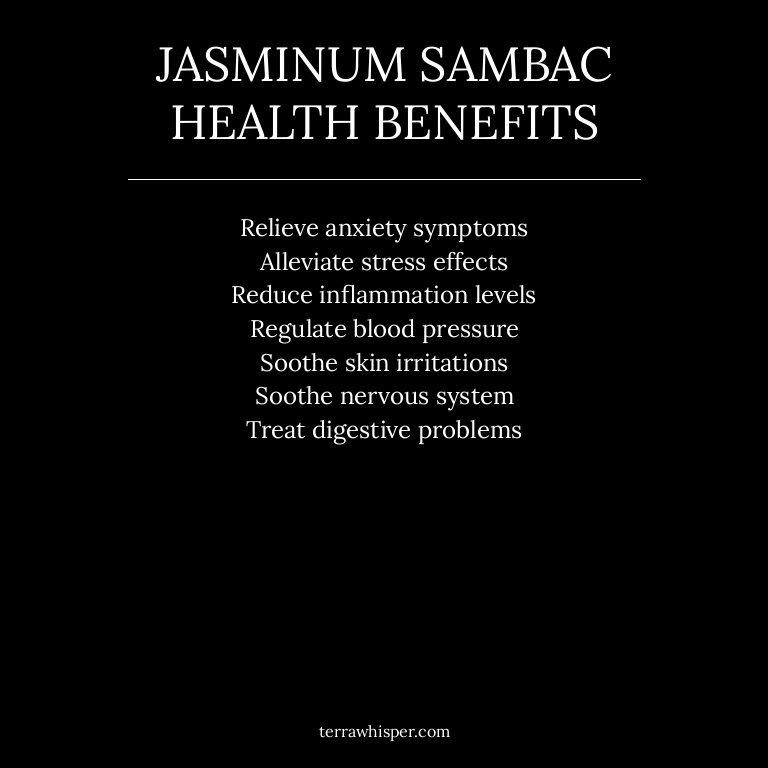 JASMINUM SAMBAC
HEALTH BENEFITS
Relieve anxiety symptoms
Alleviate stress effects
Reduce inflammation levels
Regulate blood pressure
Soothe skin irritations
Soothe nervous system
Treat digestive problems
terrawhisper.com